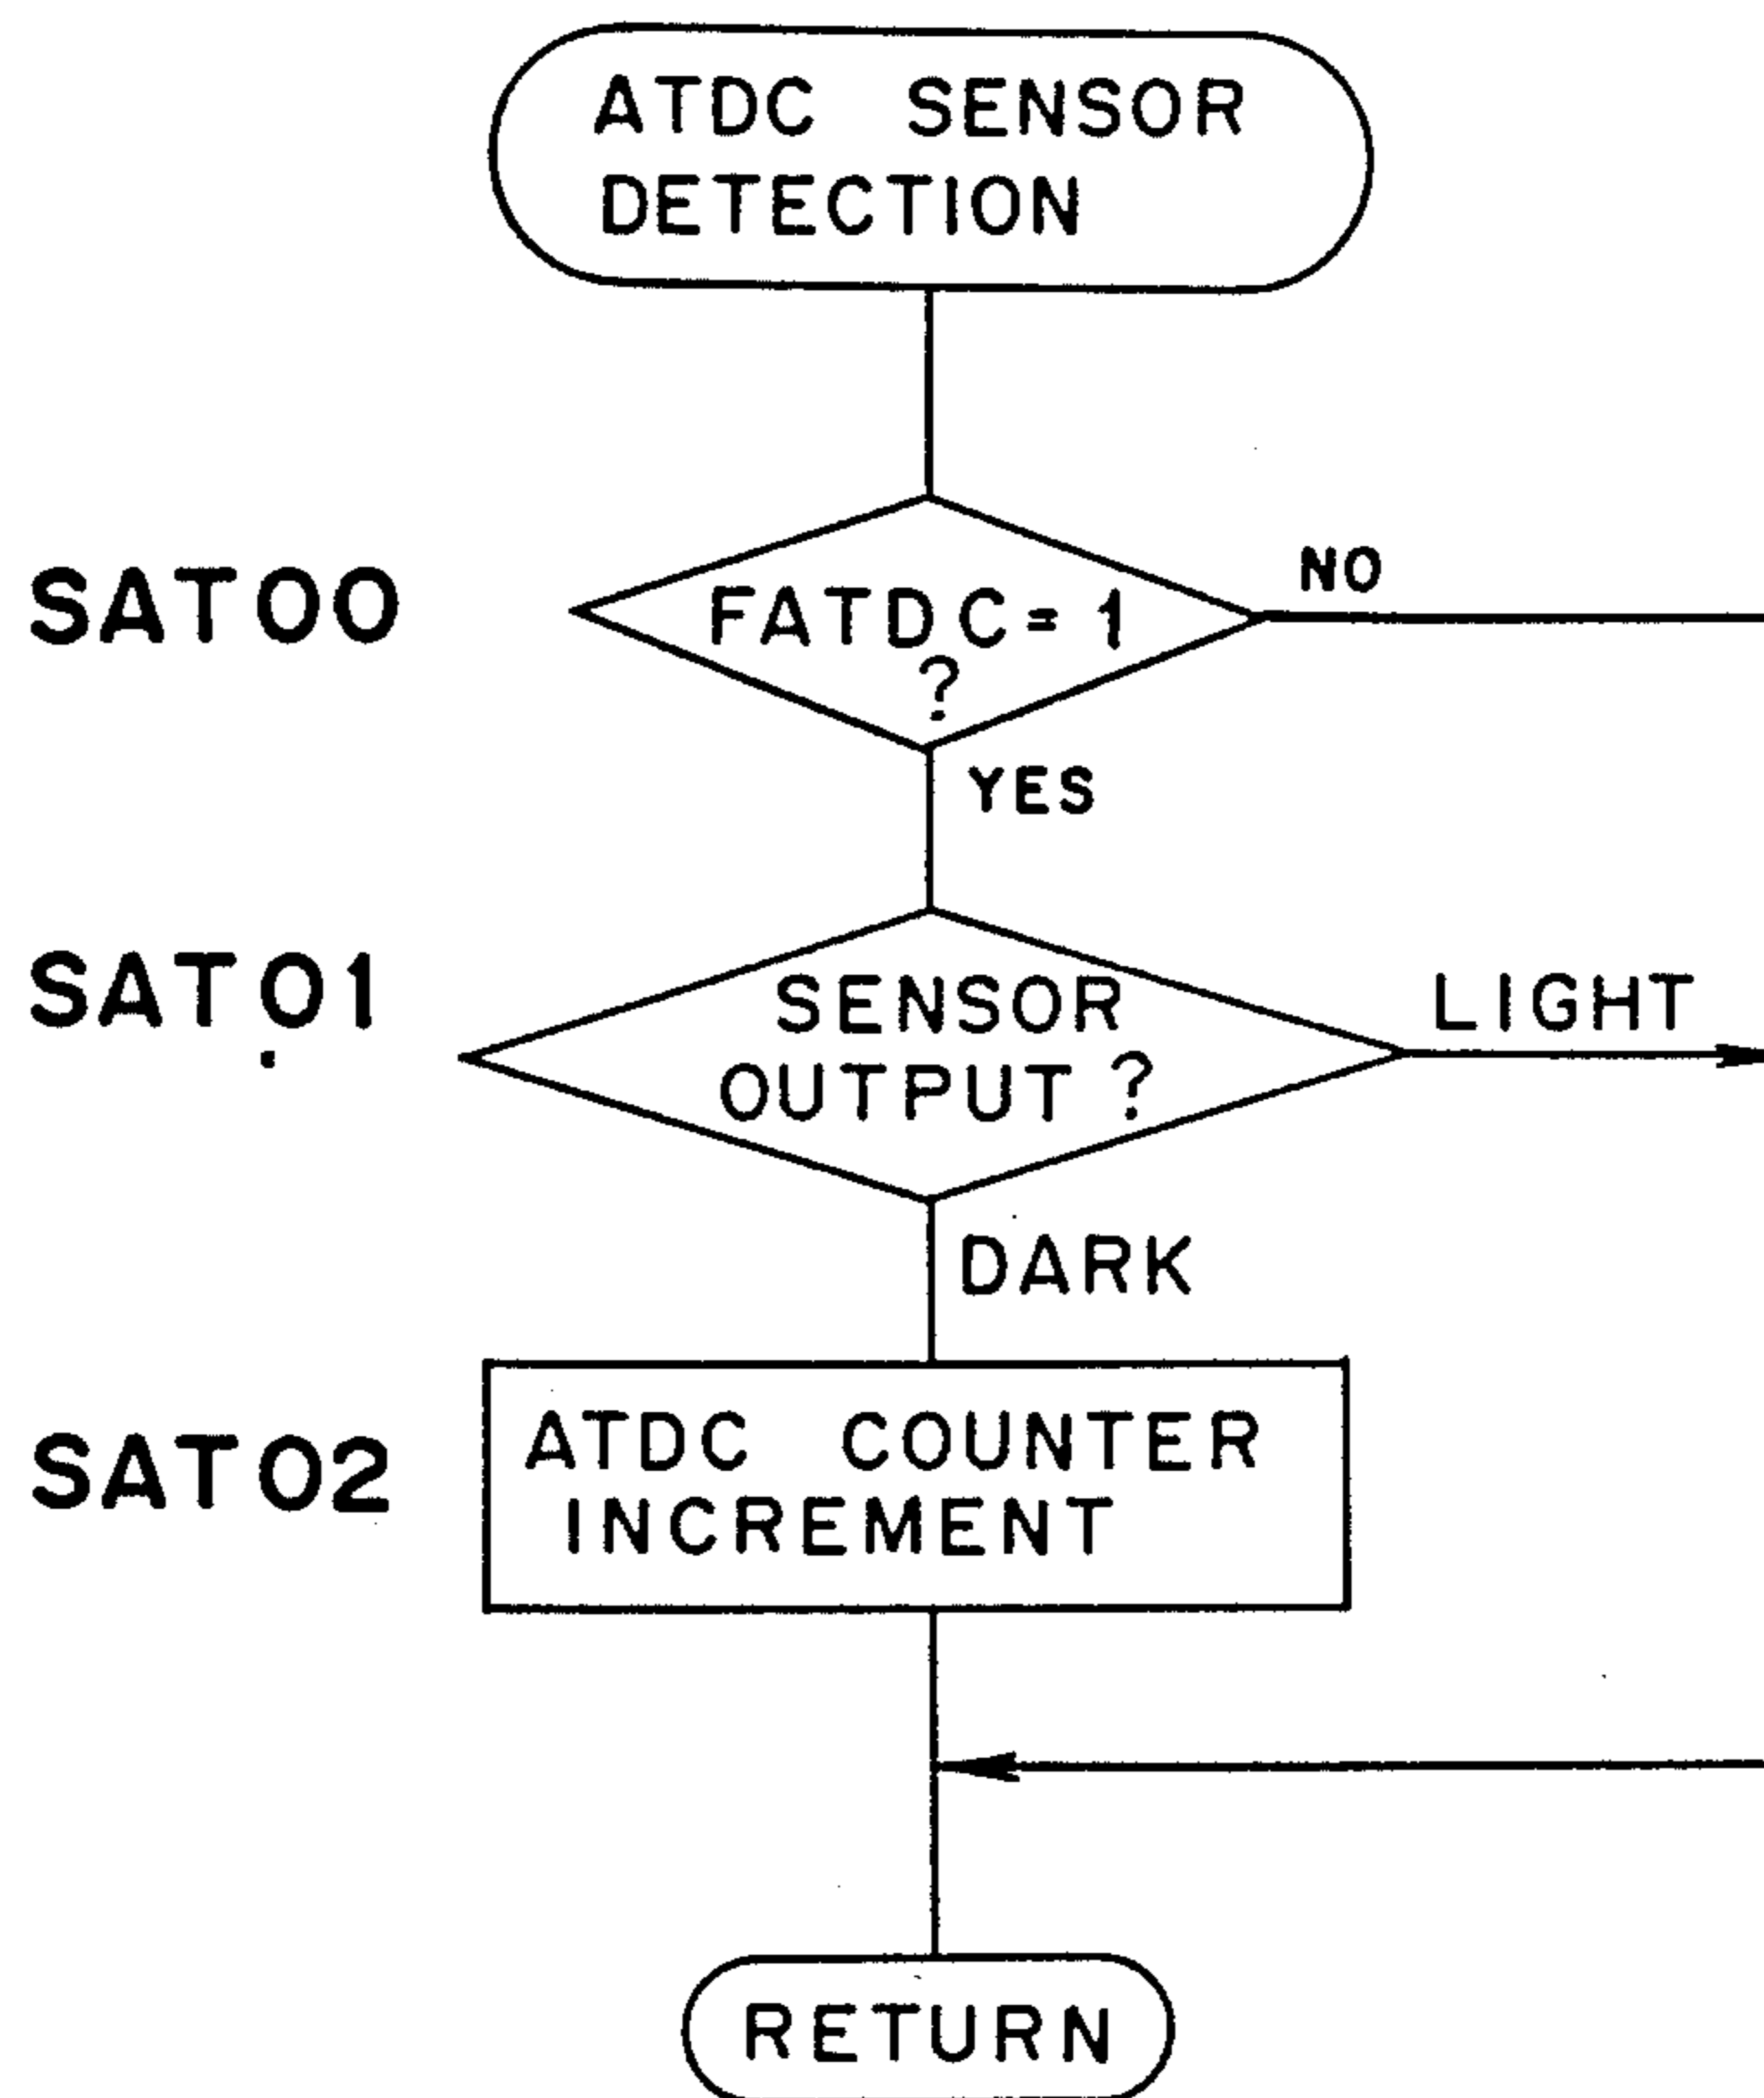 ATDC SENSOR
DETECTION
SAT00
FATDC=1
?
NO
YES
SAT01
SENSOR
OUTPUT?
LIGHT
DARK
SAT02
ATDC COUNTER
INCREMENT
RETURN